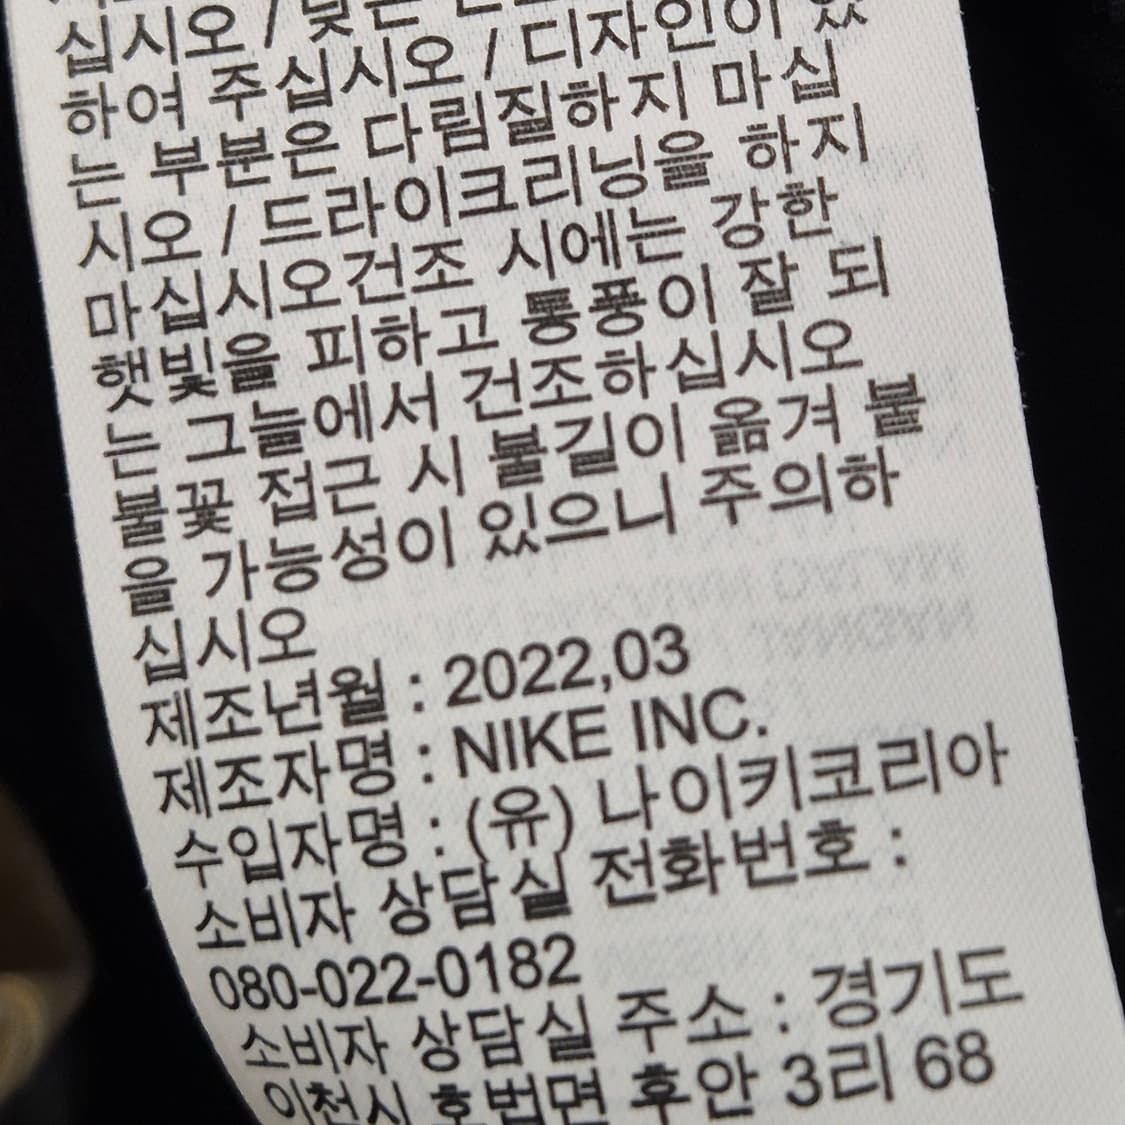 십시오 / 맞은
하여 주십시오 / 디자인이 있
는 부분은 다림질하지 마십
시오 / 드라이크리닝을 하지
마십시오건조 시에는 강한
햇빛을 피하고 통풍이 잘 되
는 그늘에서 건조하십시오
불꽃 접근 시 불길이 옮겨 붙
을 가능성이 있으니 주의하
십시오
제조년월 : 2022,03
제조자명 : NIKE INC.
수입자명 : (유) 나이키코리아
소비자 상담실 전화번호 :
080-022-0182
소비자 상담실 주소 : 경기도
이천시 호법면 후안 3리 68